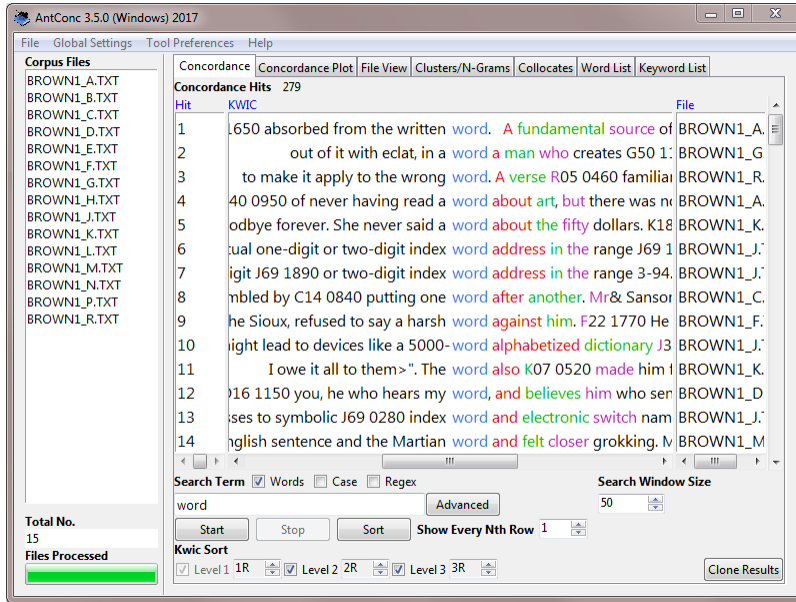 AntConc 3.5.0 (Windows) 2017
File Global Settings Tool Preferences Help
Corpus Files
BROWN1_A.TXT
BROWN1_B.TXT
BROWN1_C.TXT
BROWN1_D.TXT
BROWN1_E.TXT
BROWN1_F.TXT
BROWN1_G.TXT
BROWN1_H.TXT
BROWN1_J.TXT
BROWN1_K.TXT
BROWN1_L.TXT
BROWN1_M.TXT
BROWN1_N.TXT
BROWN1_P.TXT
BROWN1_R.TXT
Total No.
15
Files Processed
Concordance Concordance Plot File View Clusters/N-Grams Collocates Word List Keyword List
Concordance Hits 279
Hit KWIC File
1 1650 absorbed from the written word. A fundamental source of BROWN1_A.
2 out of it with eclat, in a word a man who creates G50 11 BROWN1_G
3 to make it apply to the wrong word. A verse R05 0460 familiar BROWN1_R.
4 40 0950 of never having read a word about art, but there was no BROWN1_A.
5 odbye forever. She never said a word about the fifty dollars. K18 BROWN1_K.
6 tual one-digit or two-digit index word address in the range J69 1 BROWN1_J.T
7 igit J69 1890 or two-digit index word address in the range 3-94. BROWN1_J.T
8 mbled by C14 0840 putting one word after another. Mr& Sansor BROWN1_C.
9 he Sioux, refused to say a harsh word against him. F22 1770 He BROWN1_F.
10 ight lead to devices like a 5000-word alphabetized dictionary J3 BROWN1_J.T
11 I owe it all to them>". The word also K07 0520 made him f BROWN1_K.
12 016 1150 you, he who hears my word, and believes him who sen BROWN1_D
13 sses to symbolic J69 0280 index word and electronic switch nam BROWN1_J.T
14 nglish sentence and the Martian word and felt closer grokking. M BROWN1_M
Search Term Words Case Regex Search Window Size
word Advanced 50
Start Stop Sort Show Every Nth Row 1
Kwic Sort
Level 1 1R Level 2 2R Level 3 3R Clone Results